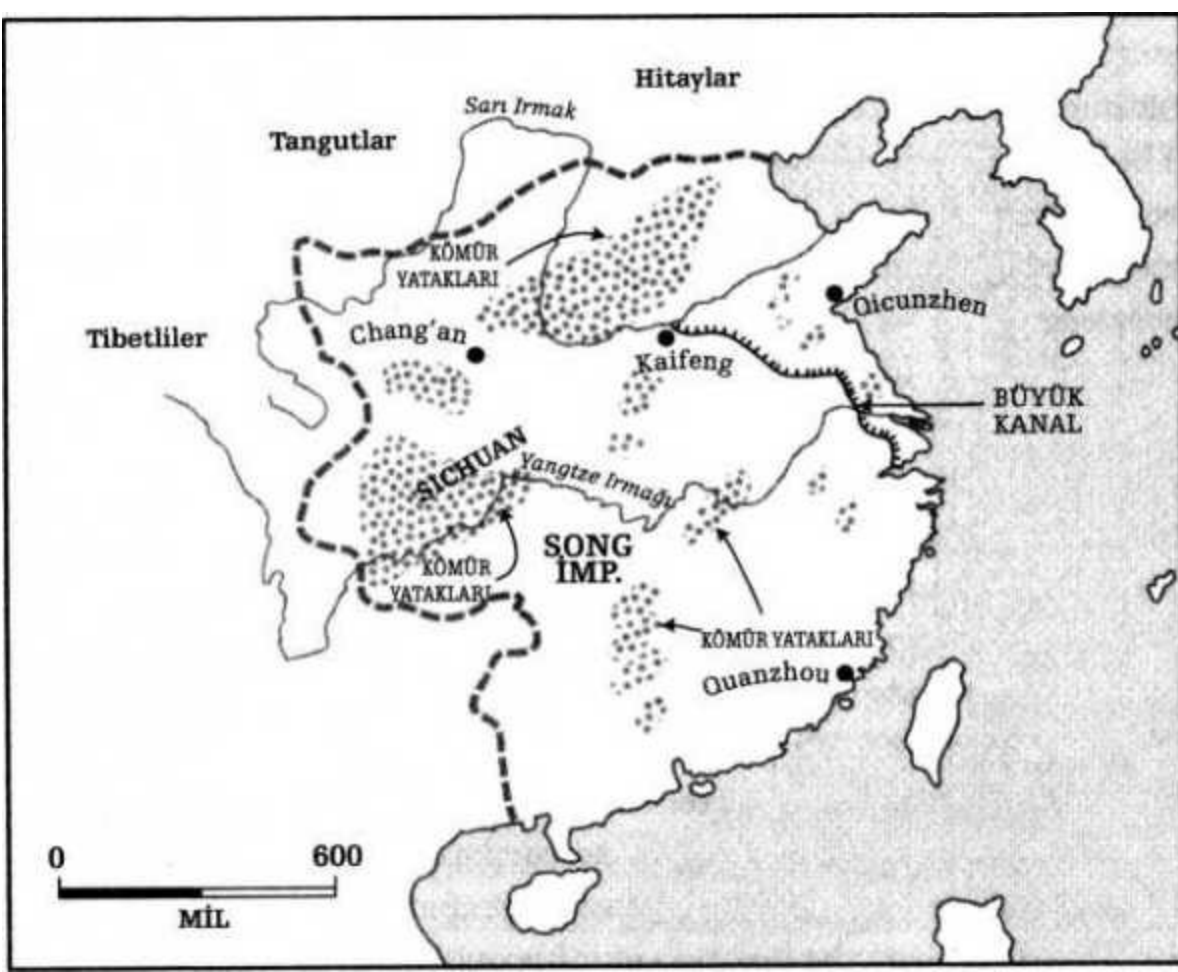 Hitaylar
Sarı Irmak
Tangutlar
KÖMÜR
YATAKLARI
Qicunzhen
Tibetliler
Chang'an
Kaifeng
BÜYÜK
KANAL
SICHUAN
Yangtze Irmağı
SONG
İMP.
KÖMÜR
YATAKLARI
KÖMÜR YATAKLARI
Quanzhou
0
600
MİL